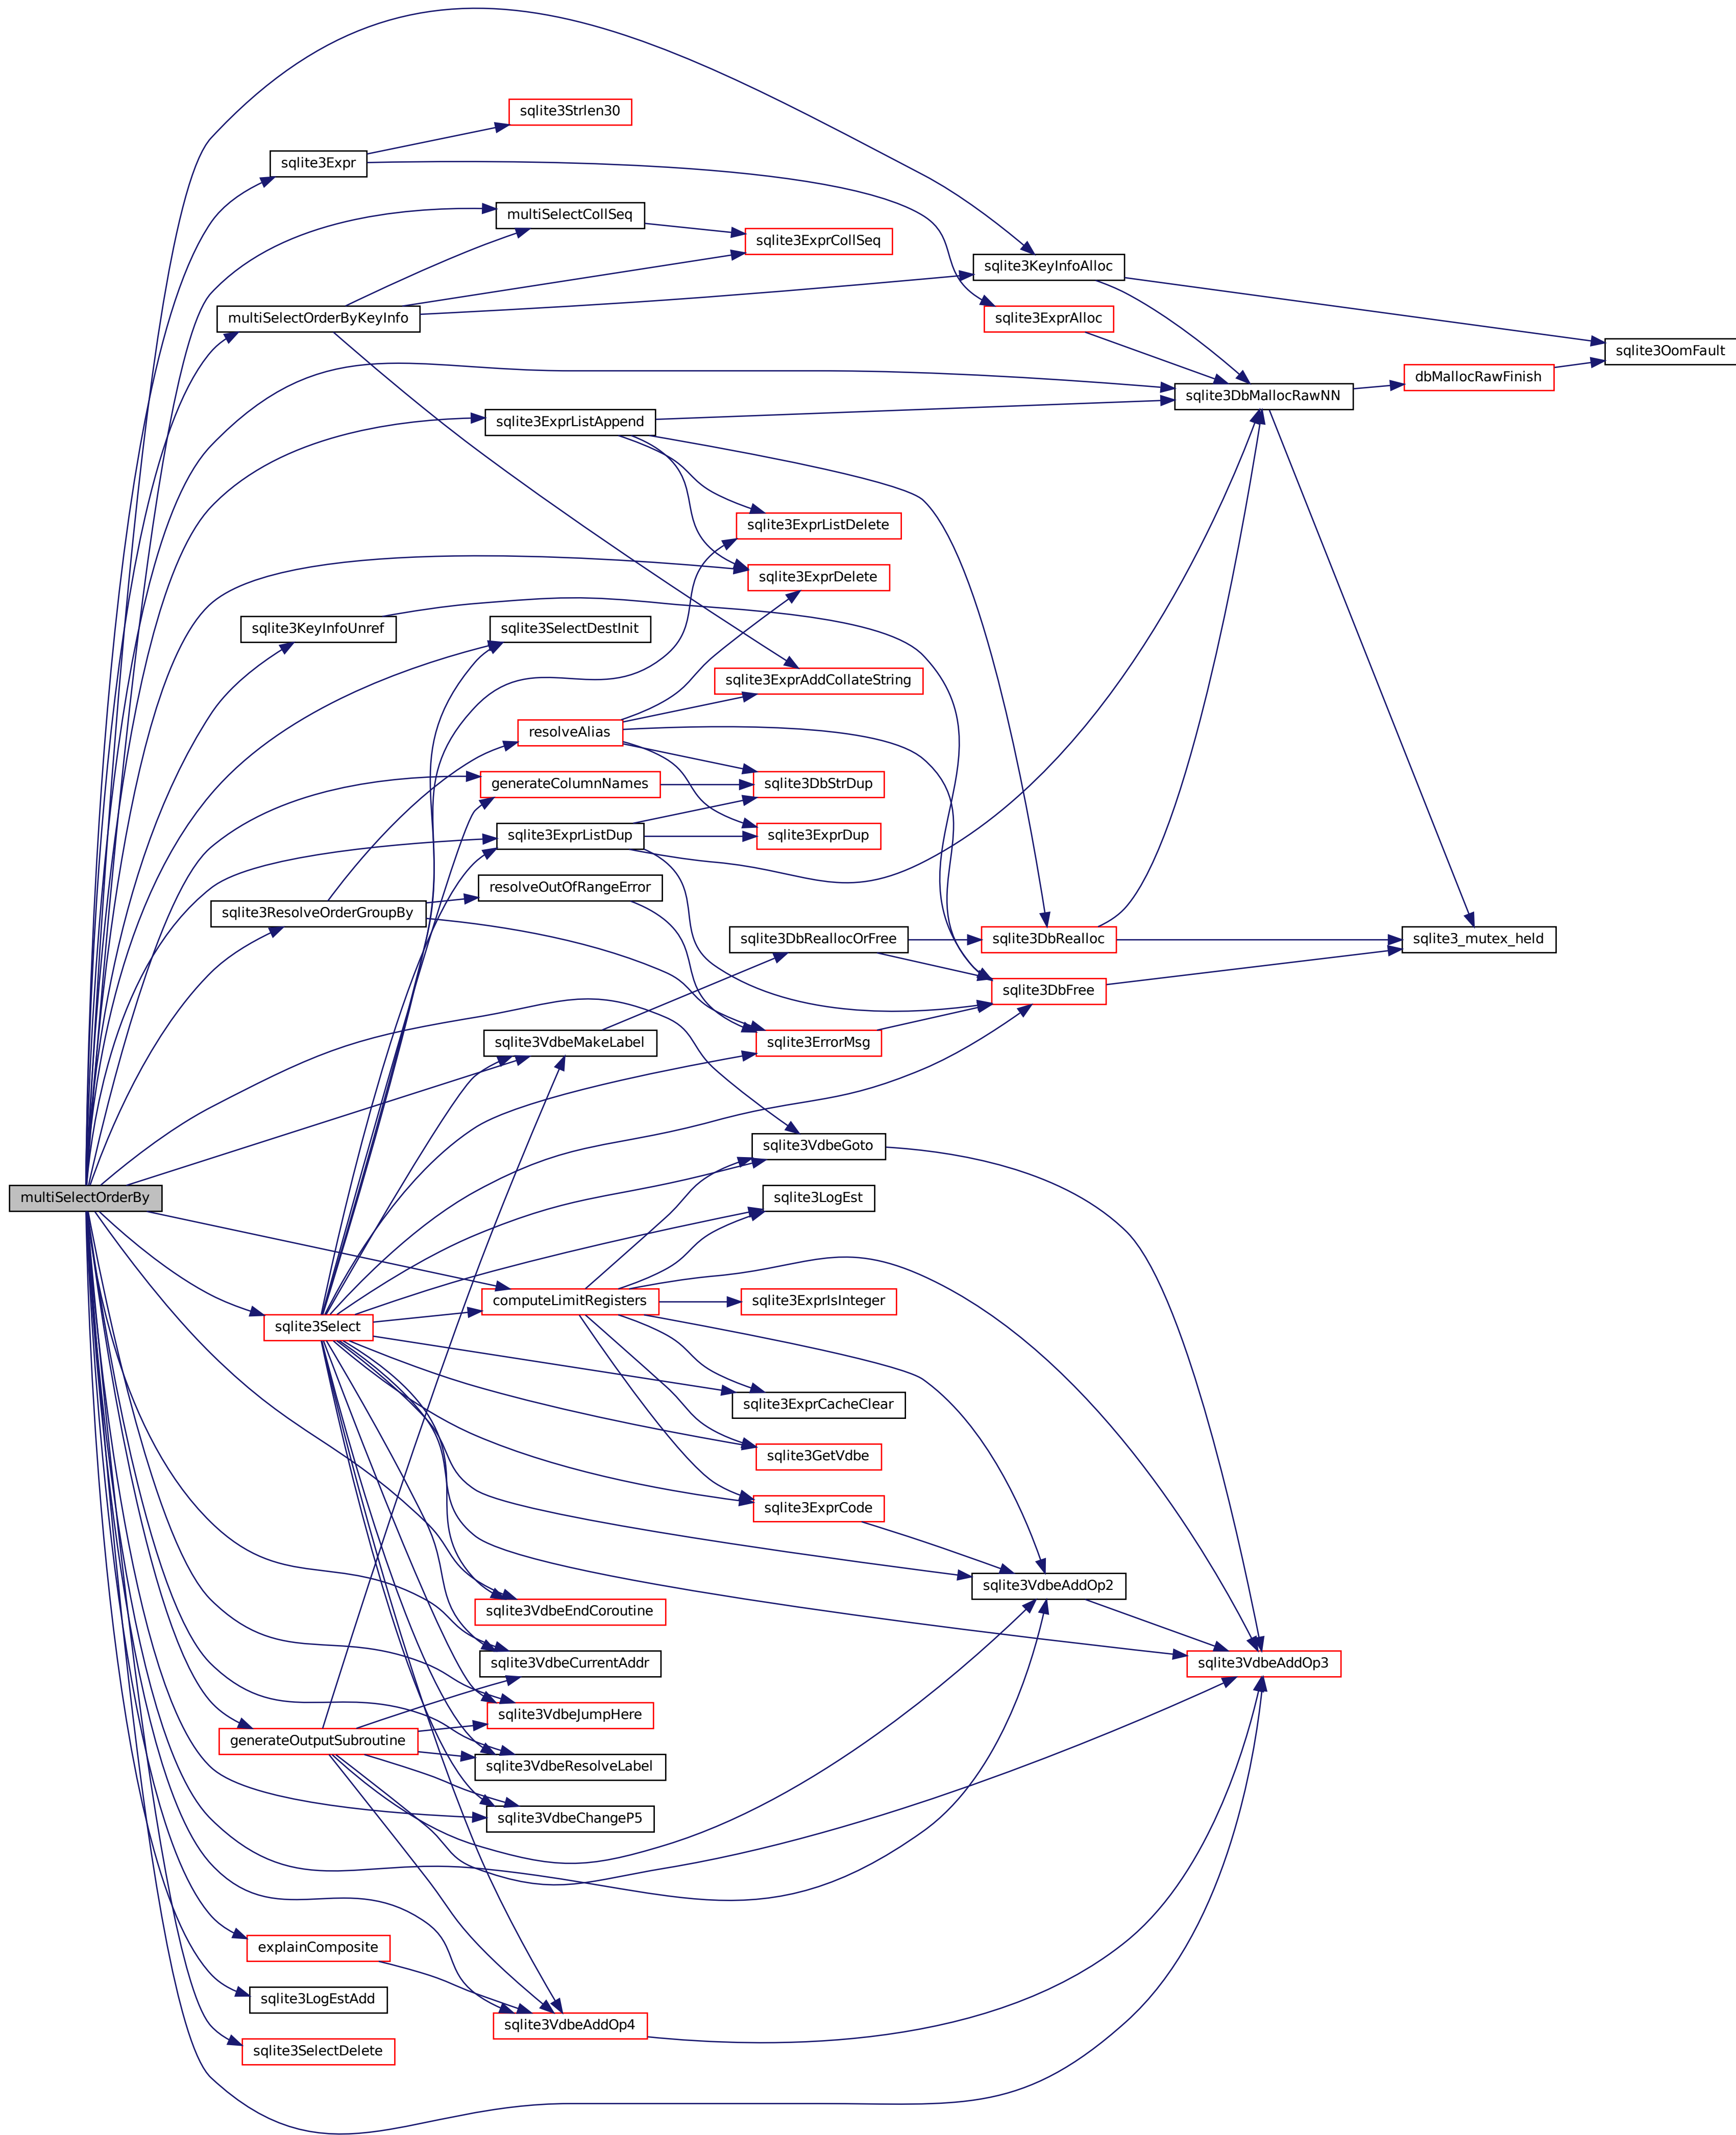 sqlite3Strlen30
sqlite3Expr
multiSelectCollSeq
sqlite3ExprCollSeq
sqlite3KeyInfoAlloc
multiSelectOrderByKeyInfo
sqlite3ExprAlloc
sqlite3OomFault
dbMallocRawFinish
sqlite3DbMallocRawNN
sqlite3ExprListAppend
sqlite3ExprListDelete
sqlite3ExprDelete
sqlite3KeyInfoUnref
sqlite3SelectDestInit
sqlite3ExprAddCollateString
resolveAlias
generateColumnNames
sqlite3DbStrDup
sqlite3ExprListDup
sqlite3ExprDup
resolveOutOfRangeError
sqlite3ResolveOrderGroupBy
sqlite3DbReallocOrFree
sqlite3DbRealloc
sqlite3_mutex_held
sqlite3DbFree
sqlite3VdbeMakeLabel
sqlite3ErrorMsg
sqlite3VdbeGoto
multiSelectOrderBy
sqlite3LogEst
computeLimitRegisters
sqlite3ExprIsInteger
sqlite3Select
sqlite3ExprCacheClear
sqlite3GetVdbe
sqlite3ExprCode
sqlite3VdbeAddOp2
sqlite3VdbeEndCoroutine
sqlite3VdbeCurrentAddr
sqlite3VdbeAddOp3
sqlite3VdbeJumpHere
generateOutputSubroutine
sqlite3VdbeResolveLabel
sqlite3VdbeChangeP5
explainComposite
sqlite3LogEstAdd
sqlite3VdbeAddOp4
sqlite3SelectDelete